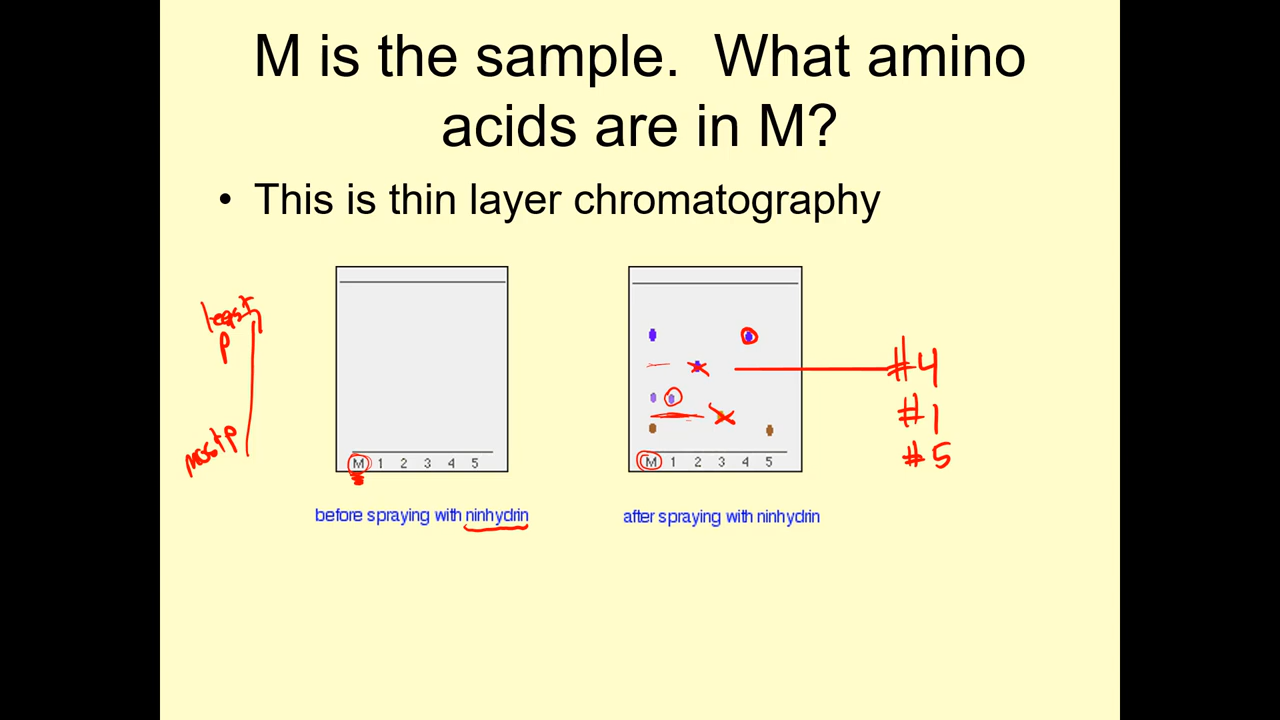 M is the sample. What amino
acids are in M?
• This is thin layer chromatography
least
p
most p
M 1 2 3 4 5
before spraying with ninhydrin
M 1 2 3 4 5
after spraying with ninhydrin
#4
#1
#5